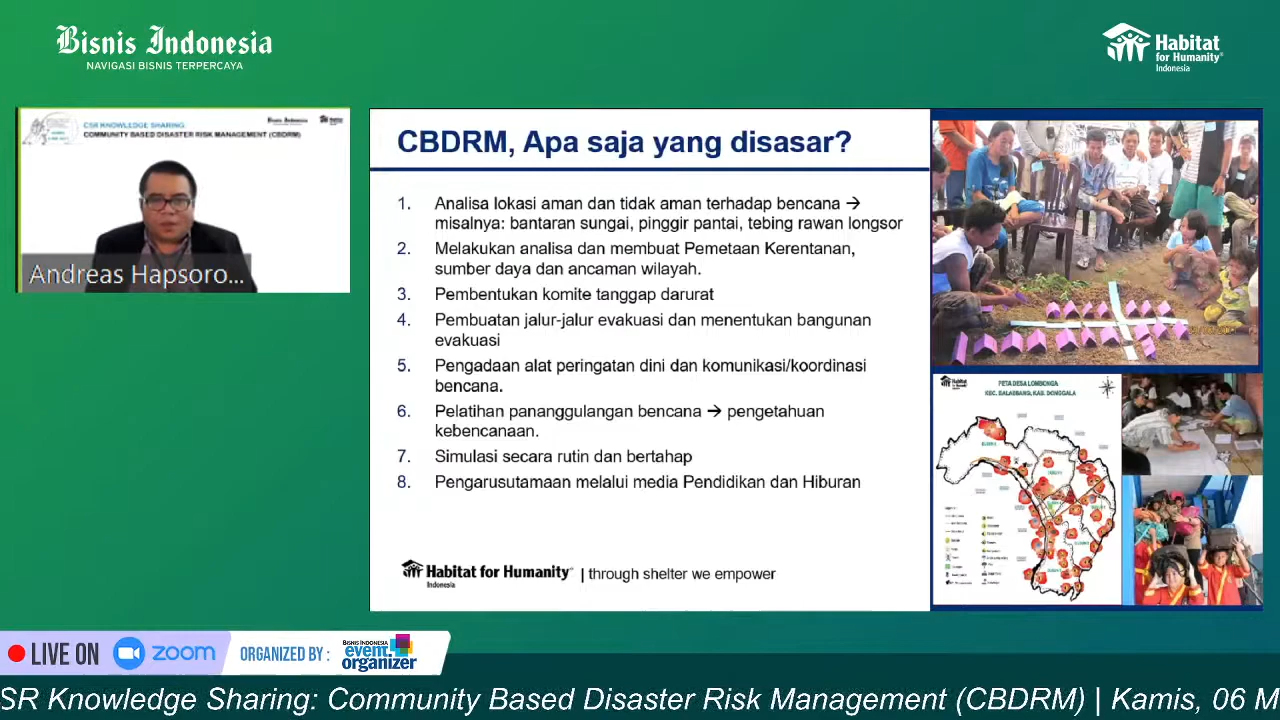 Bisnis Indonesia
NAVIGASI BISNIS TERPERCAYA
Habitat
for Humanity®
Indonesia
CSR KNOWLEDGE SHARING
COMMUNITY BASED DISASTER RISK MANAGEMENT (CBDRM)
Andreas Hapsoro...
CBDRM, Apa saja yang disasar?
1. Analisa lokasi aman dan tidak aman terhadap bencana →
misalnya: bantaran sungai, pinggir pantai, tebing rawan longsor
2. Melakukan analisa dan membuat Pemetaan Kerentanan,
sumber daya dan ancaman wilayah.
3. Pembentukan komite tanggap darurat
4. Pembuatan jalur-jalur evakuasi dan menentukan bangunan
evakuasi
5. Pengadaan alat peringatan dini dan komunikasi/koordinasi
bencana.
6. Pelatihan pananggulangan bencana → pengetahuan
kebencanaan.
7. Simulasi secara rutin dan bertahap
8. Pengarusutamaan melalui media Pendidikan dan Hiburan
Habitat for Humanity | through shelter we empower
Indonesia
PETA DESA LOMBONGA
KEC. BALAESANG, KAB. DONGGALA
LIVE ON zoom
ORGANIZED BY :
BISNIS INDONESIA
event
organizer
SR Knowledge Sharing: Community Based Disaster Risk Management (CBDRM) | Kamis, 06 M